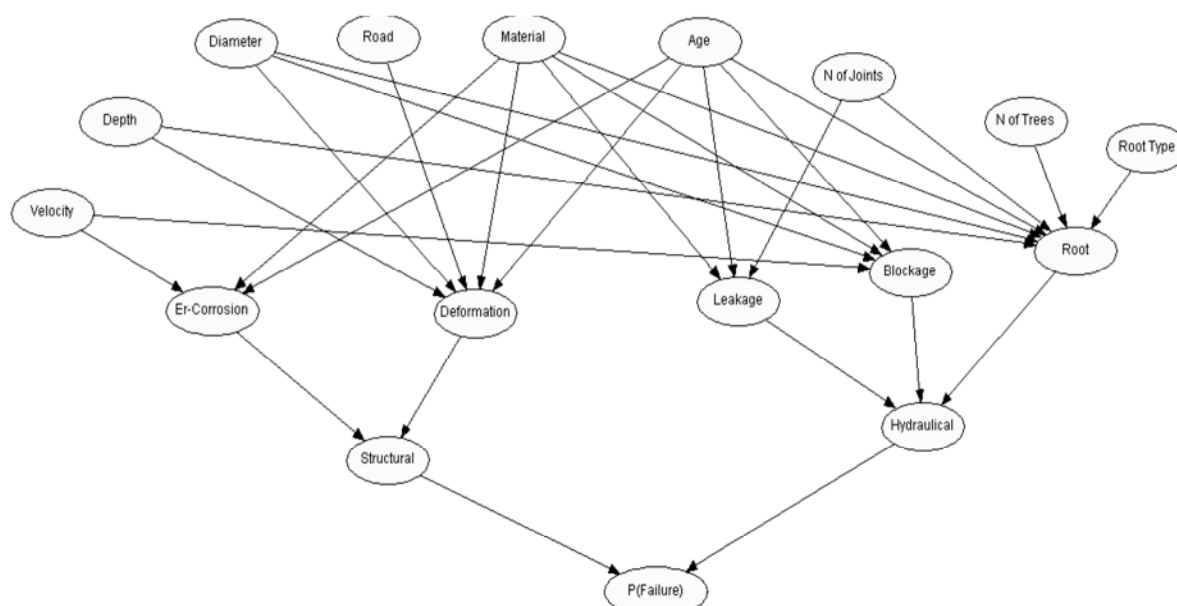 Diameter
Road
Material
Age
N of Joints
Depth
N of Trees
Root Type
Velocity
Root
Blockage
Er-Corrosion
Deformation
Leakage
Hydraulical
Structural
P(Failure)